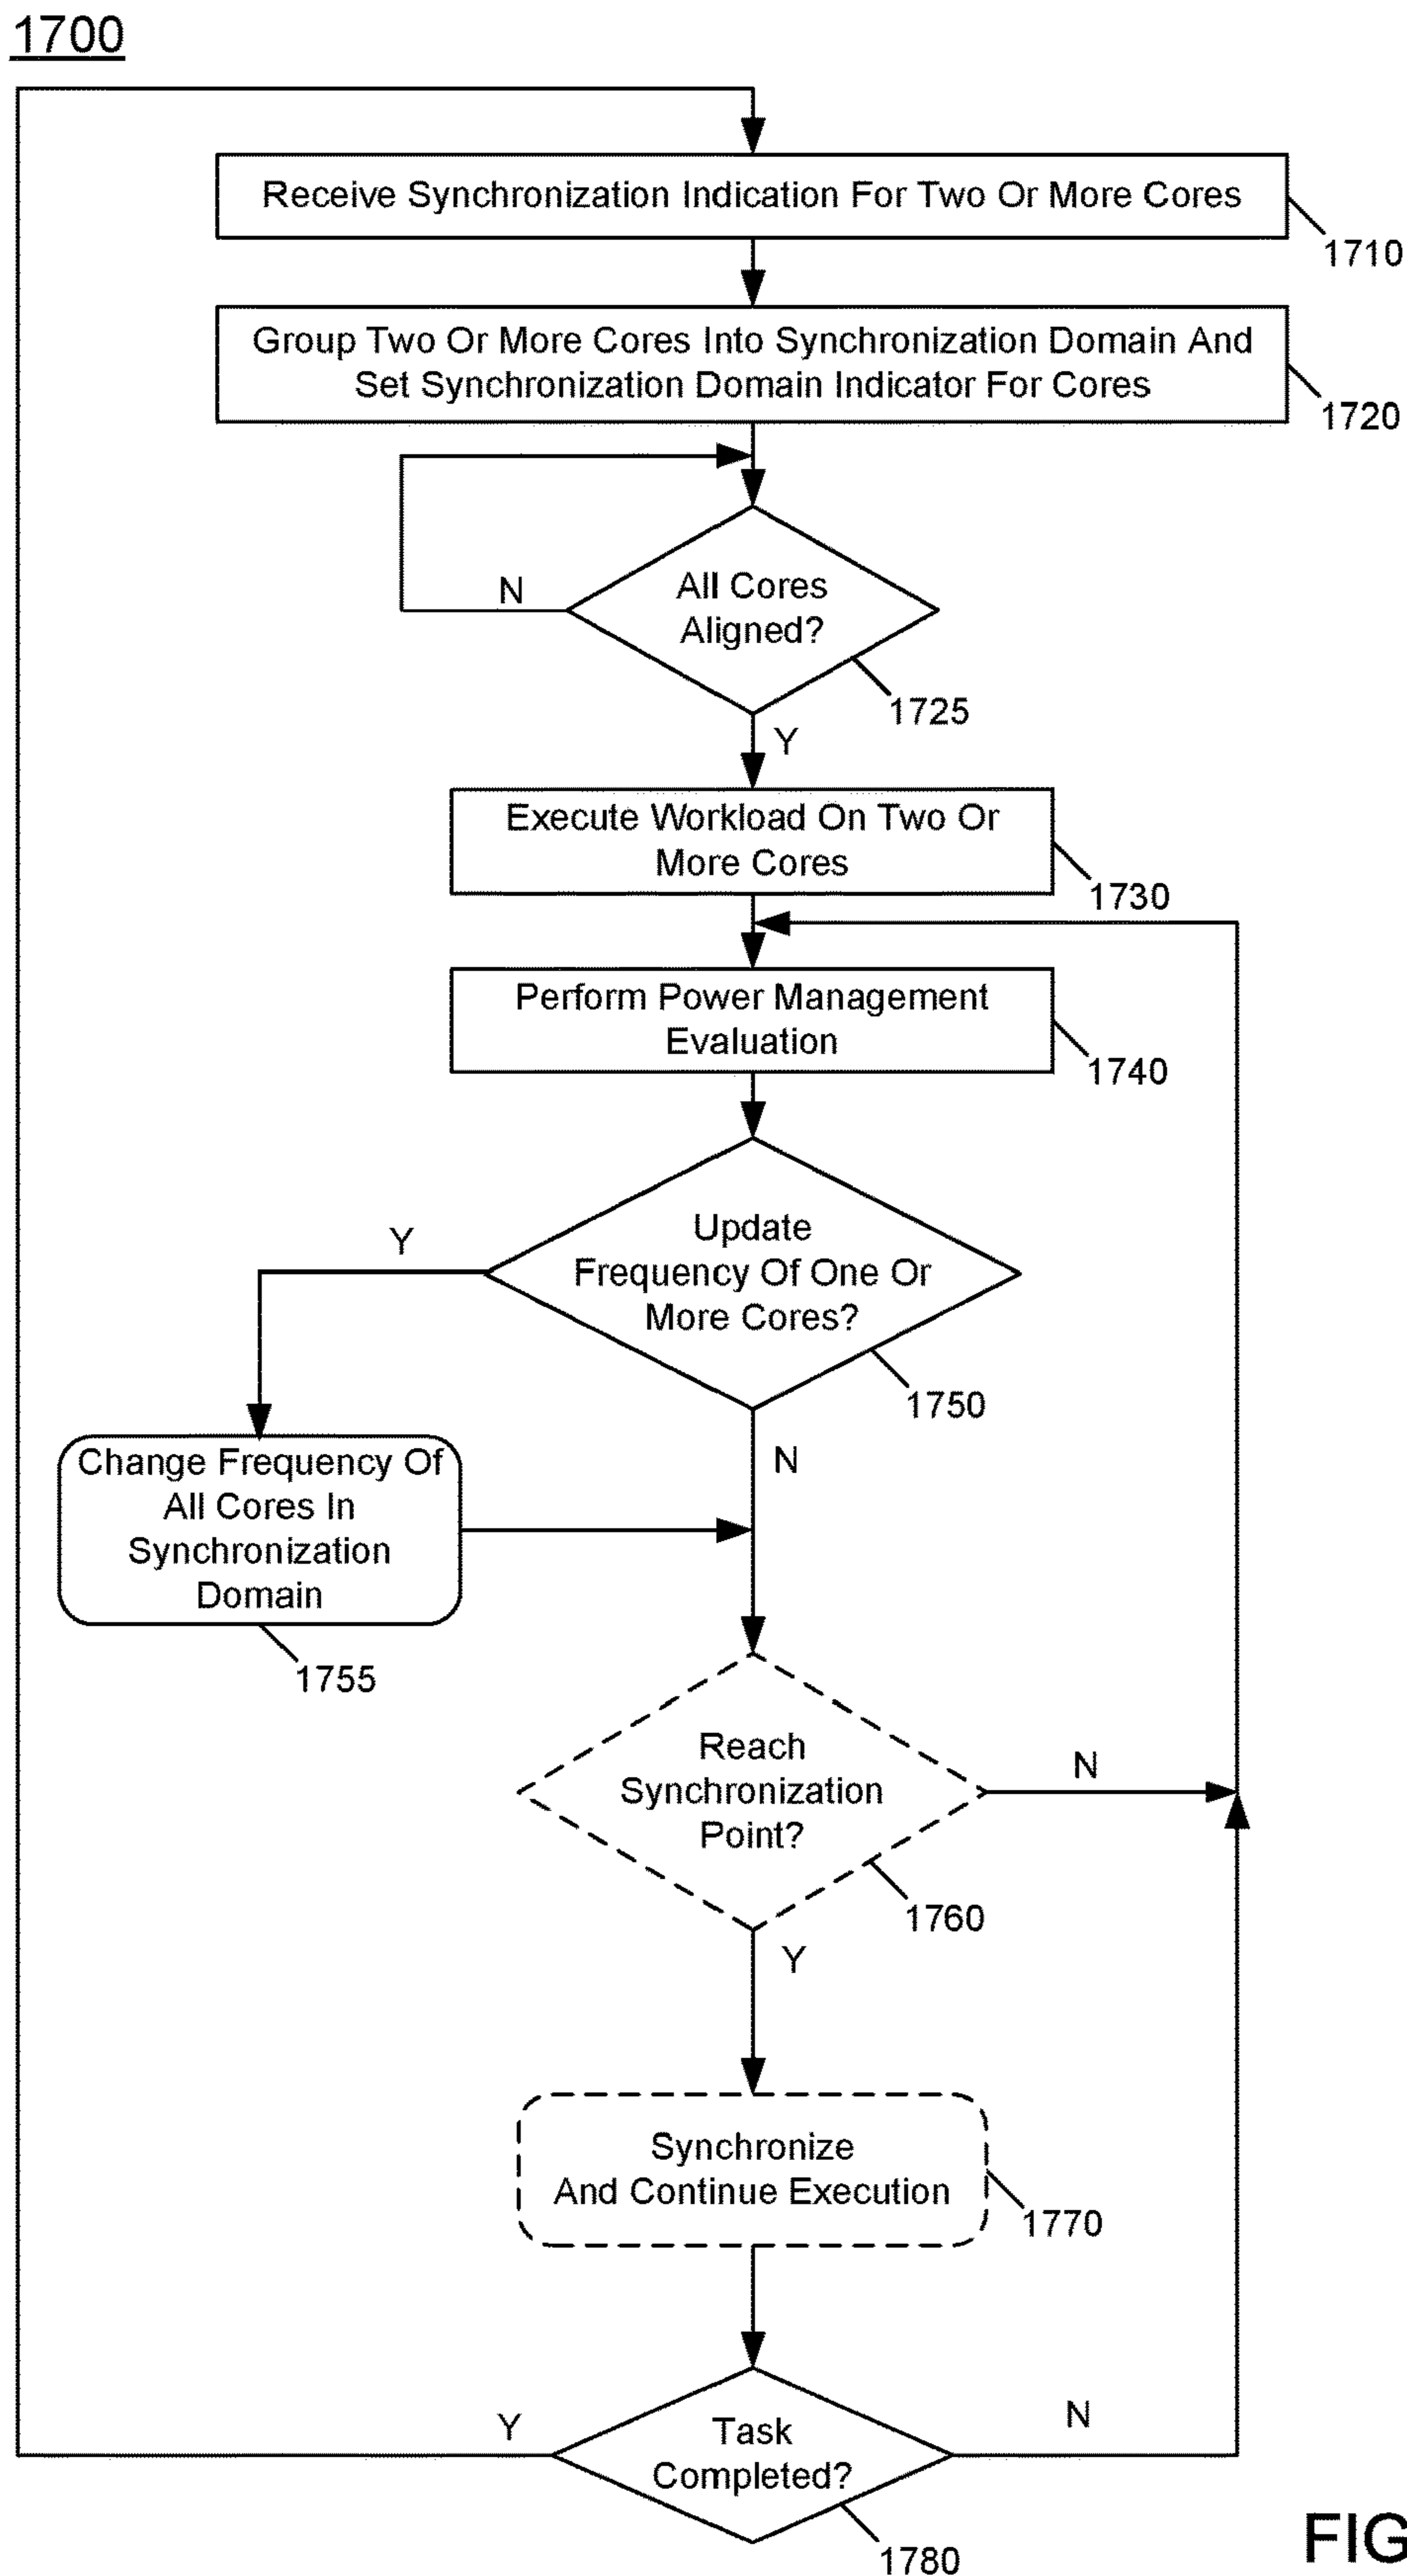 1700
Receive Synchronization Indication For Two Or More Cores
1710
Group Two Or More Cores Into Synchronization Domain And
Set Synchronization Domain Indicator For Cores
1720
N
All Cores
Aligned?
1725
Y
Execute Workload On Two Or
More Cores
1730
Perform Power Management
Evaluation
1740
Y
Update
Frequency Of One Or
More Cores?
1750
N
Change Frequency Of
All Cores In
Synchronization
Domain
1755
Reach
Synchronization
Point?
N
1760
Y
Synchronize
And Continue Execution
1770
Y
Task
Completed?
N
1780
FIG